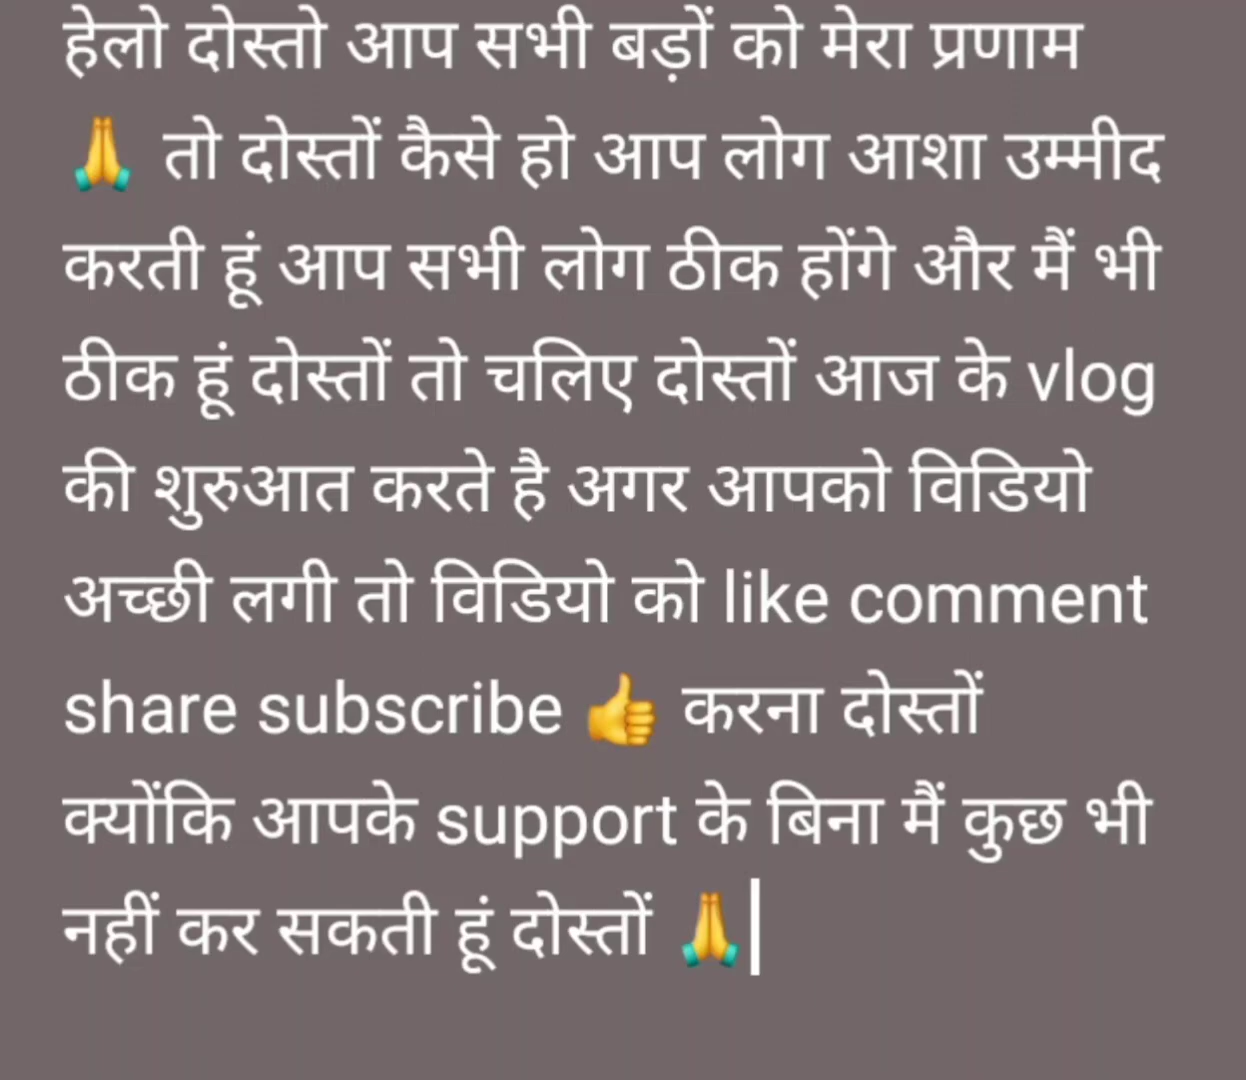 हेलो दोस्तो आप सभी बड़ों को मेरा प्रणाम
🙏 तो दोस्तों कैसे हो आप लोग आशा उम्मीद
करती हूं आप सभी लोग ठीक होंगे और मैं भी
ठीक हूं दोस्तों तो चलिए दोस्तों आज के vlog
की शुरुआत करते है अगर आपको विडियो
अच्छी लगी तो विडियो को like comment
share subscribe 👍 करना दोस्तों
क्योंकि आपके support के बिना मैं कुछ भी
नहीं कर सकती हूं दोस्तों 🙏